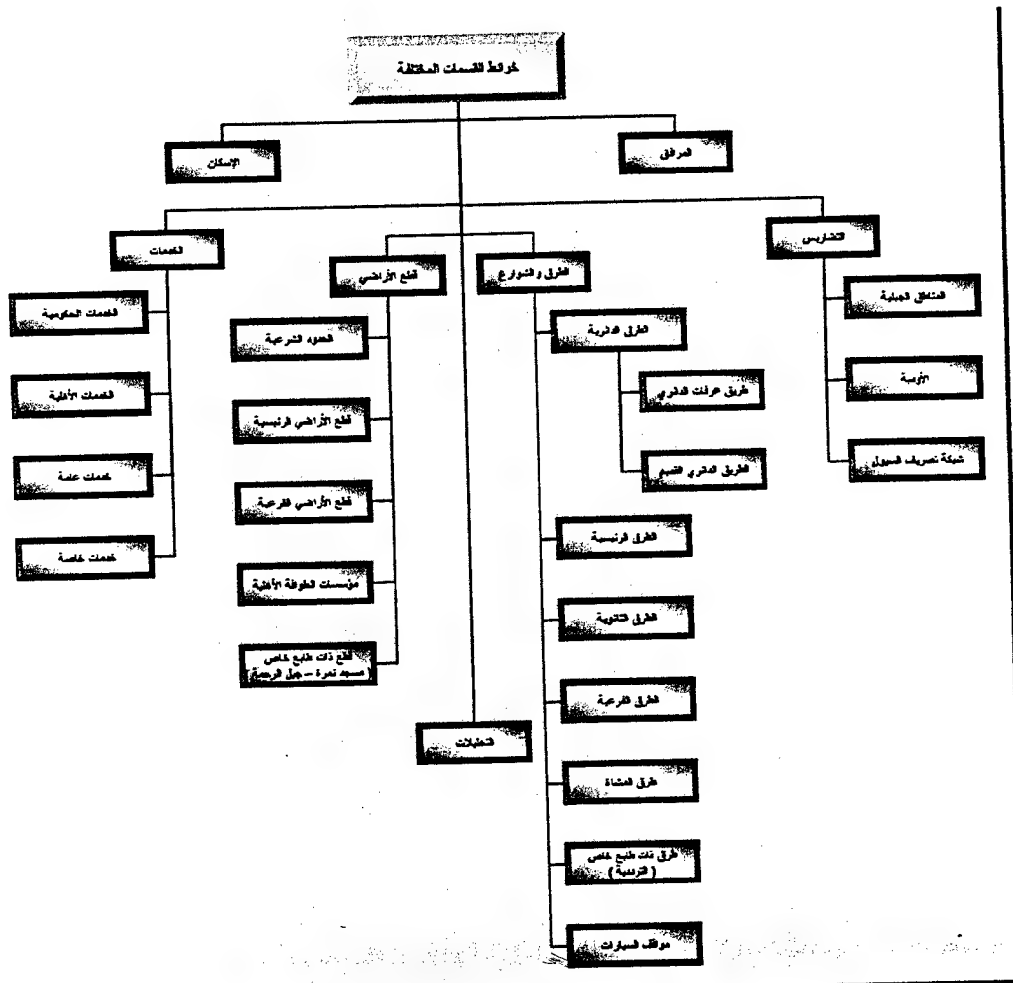 خرائط القسمات المختلفة
المرافق
الإسكان
التضاريس
المناطق الجبلية
الأودية
شبكة تصريف السيول
الطرق والشوارع
الطرق الدائرية
طريق عرفات الدائري
الطريق الدائري القديم
الطرق الرئيسية
الطرق الثانوية
الطرق الفرعية
طرق المشاة
طرق ذات طابع خاص
( الترددية )
مواقف السيارات
قطع الأراضي
الحدود الشرعية
قطع الأراضي الرئيسية
قطع الأراضي الفرعية
مؤسسات الطوافة الأهلية
قطع ذات طابع خاص
( مسجد نمرة – جبل الرحمة )
الخدمات
الخدمات الحكومية
الخدمات الأهلية
خدمات عامة
خدمات خاصة
التحليلات